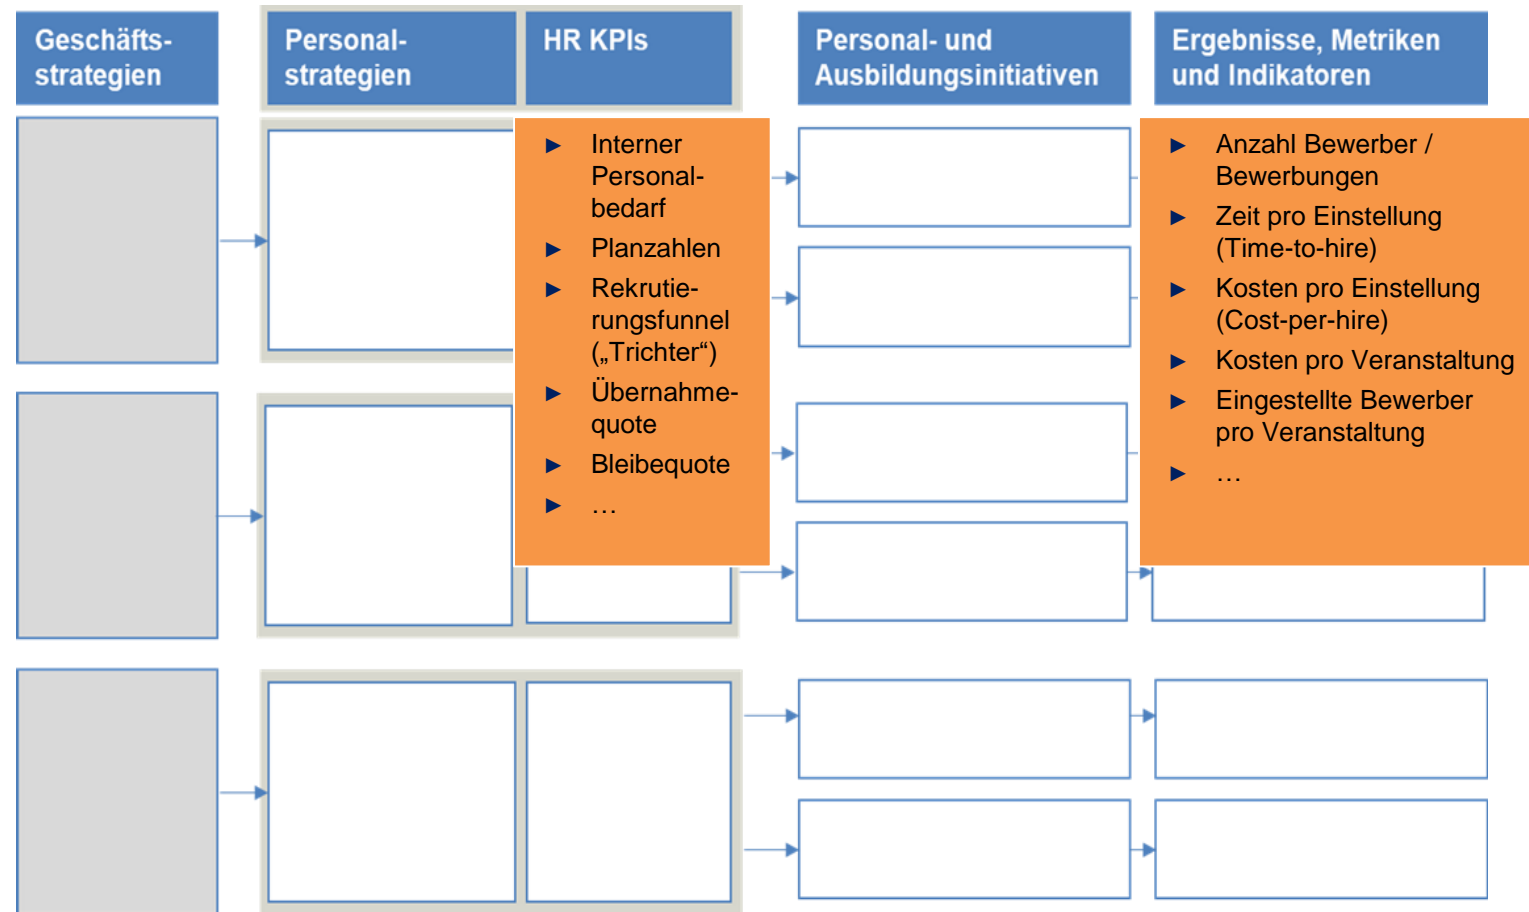 Geschäfts-
strategien
Personal-
strategien
HR KPIs
Personal- und
Ausbildungsinitiativen
Ergebnisse, Metriken
und Indikatoren
► Interner
Personal-
bedarf
► Planzahlen
► Rekrutie-
rungsfunnel
(„Trichter“)
► Übernahme-
quote
► Bleibequote
► …
► Anzahl Bewerber /
Bewerbungen
► Zeit pro Einstellung
(Time-to-hire)
► Kosten pro Einstellung
(Cost-per-hire)
► Kosten pro Veranstaltung
► Eingestellte Bewerber
pro Veranstaltung
► …